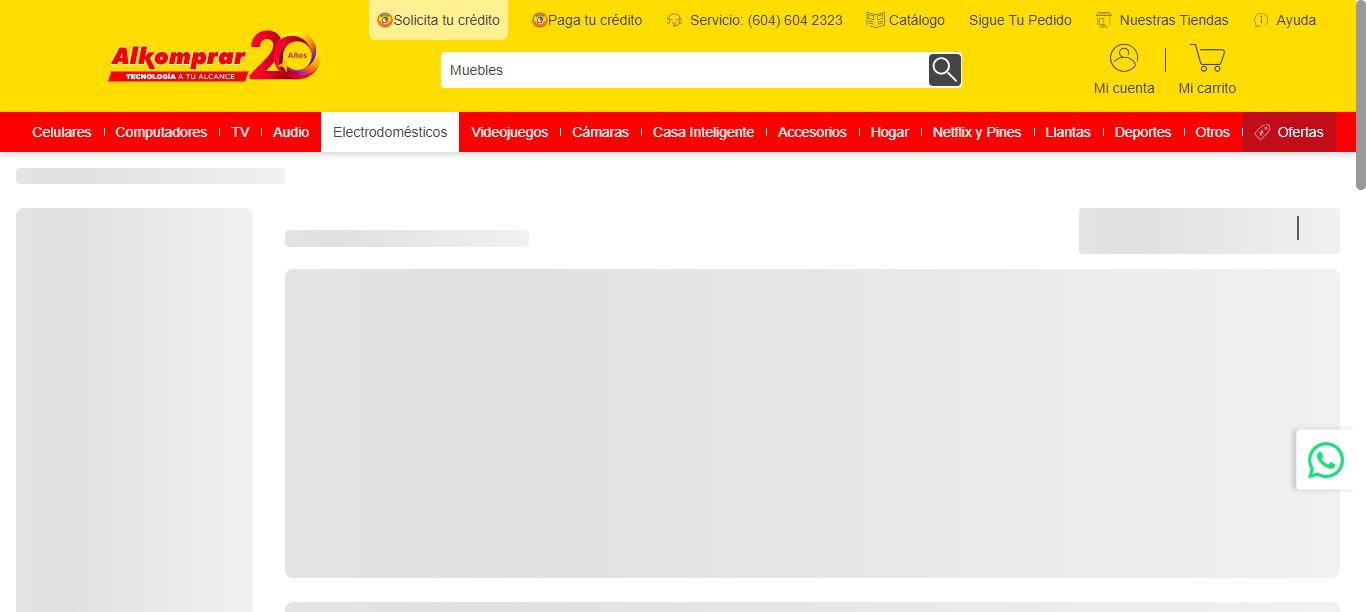 Solicita tu crédito
Paga tu crédito
Servicio: (604) 604 2323
Catálogo
Sigue Tu Pedido
Nuestras Tiendas
Ayuda
Alkomprar 20 Años
TECNOLOGÍA A TU ALCANCE
Muebles
Mi cuenta
Mi carrito
Celulares
Computadores
TV
Audio
Electrodomésticos
Videojuegos
Cámaras
Casa Inteligente
Accesorios
Hogar
Netflix y Pines
Llantas
Deportes
Otros
Ofertas